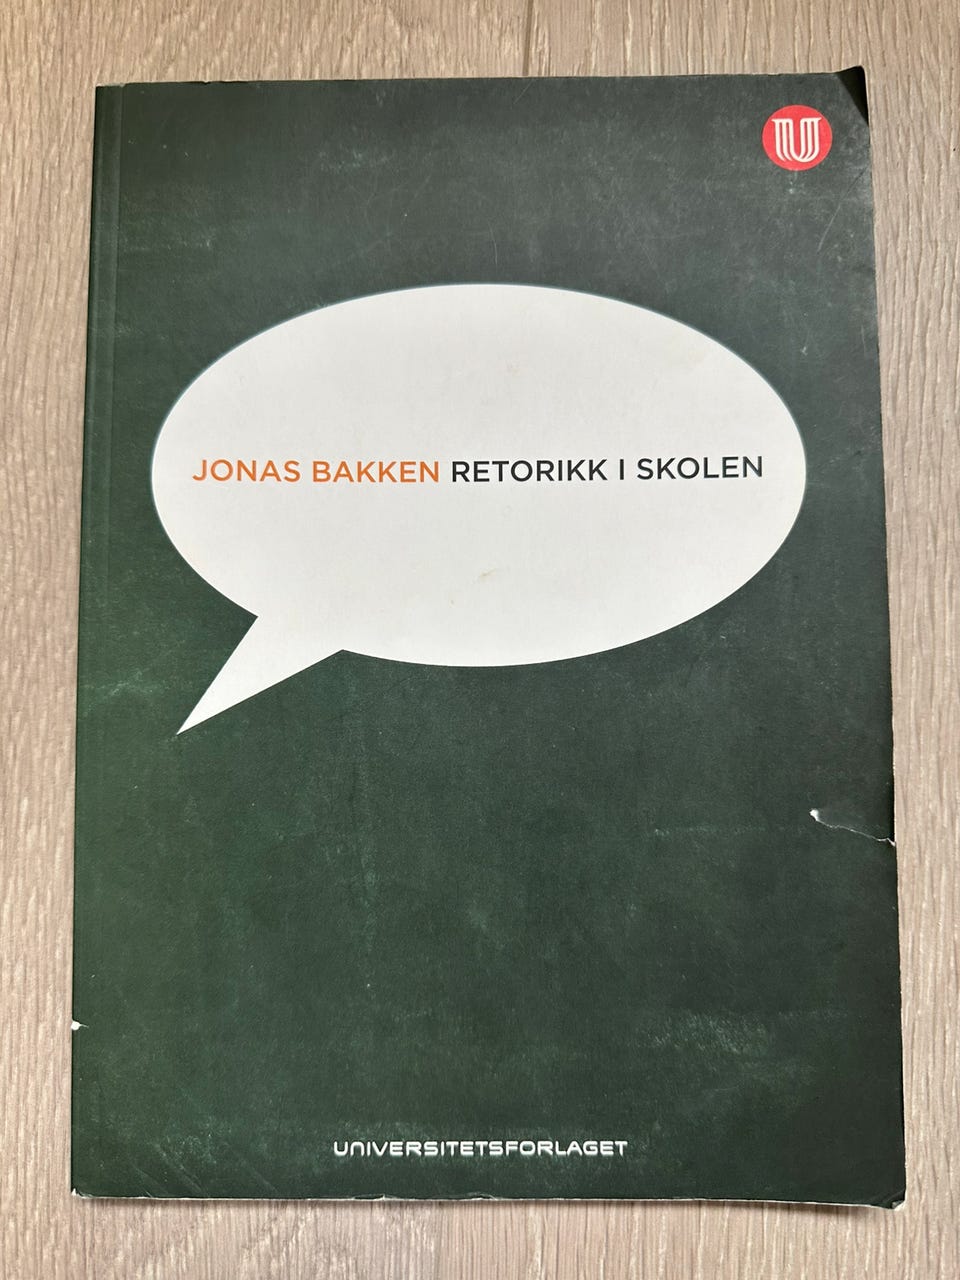 U
JONAS BAKKEN RETORIKK I SKOLEN
UNIVERSITETSFORLAGET